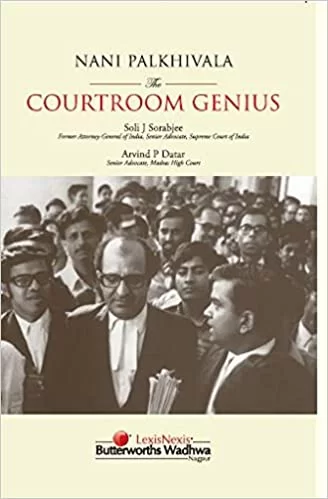 NANI PALKHIVALA
The
COURTROOM GENIUS
Soli J Sorabjee
Former Attorney-General of India, Senior Advocate, Supreme Court of India
Arvind P Datar
Senior Advocate, Madras High Court
LexisNexis®
Butterworths Wadhwa
Nagpur